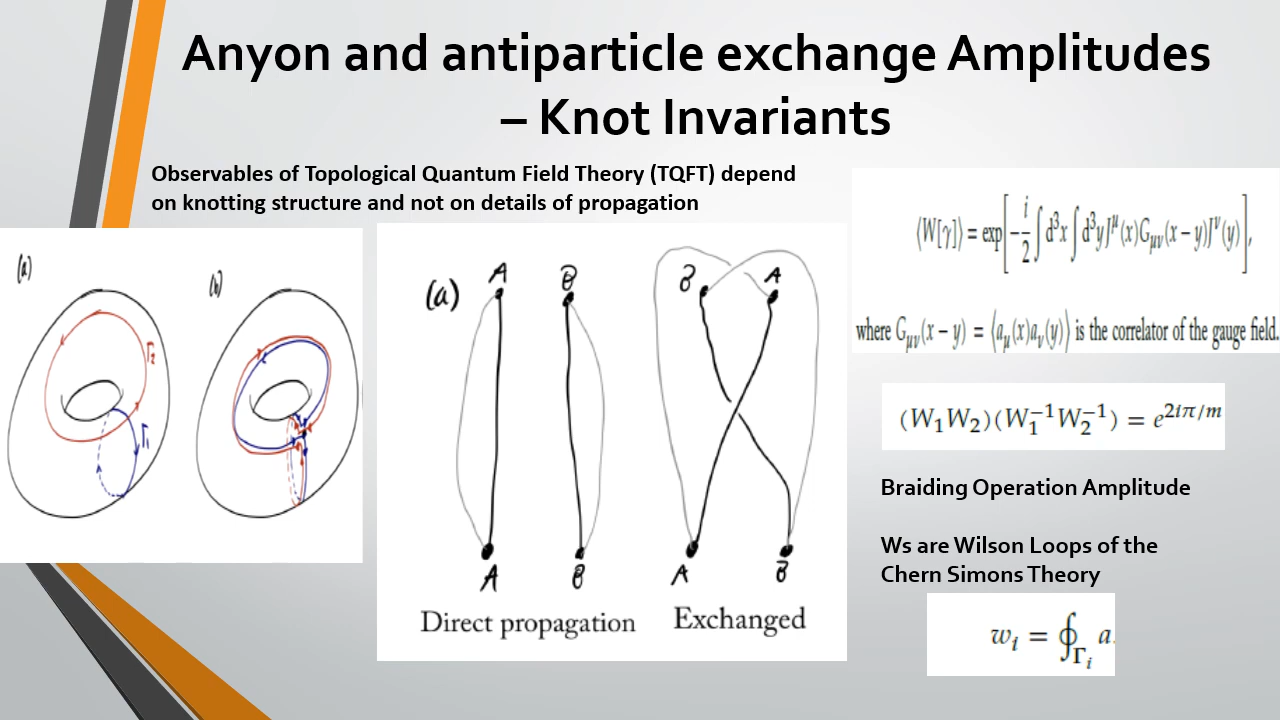 Anyon and antiparticle exchange Amplitudes
– Knot Invariants
Observables of Topological Quantum Field Theory (TQFT) depend
on knotting structure and not on details of propagation
(a)
(b)
Γ₂
Γ₁
(a)
A
B
B
A
A
B
A
B
Direct propagation
Exchanged
⟨W[γ]⟩ = exp[−i/2 ∫ d³x ∫ d³y J^μ(x)G_μν(x − y)J^ν(y)],
where G_μν(x − y) = ⟨a_μ(x)a_ν(y)⟩ is the correlator of the gauge field.
(W₁W₂)(W₁⁻¹W₂⁻¹) = e^{2iπ/m}
Braiding Operation Amplitude
Ws are Wilson Loops of the
Chern Simons Theory
w_i = ∮_{Γ_i} a.